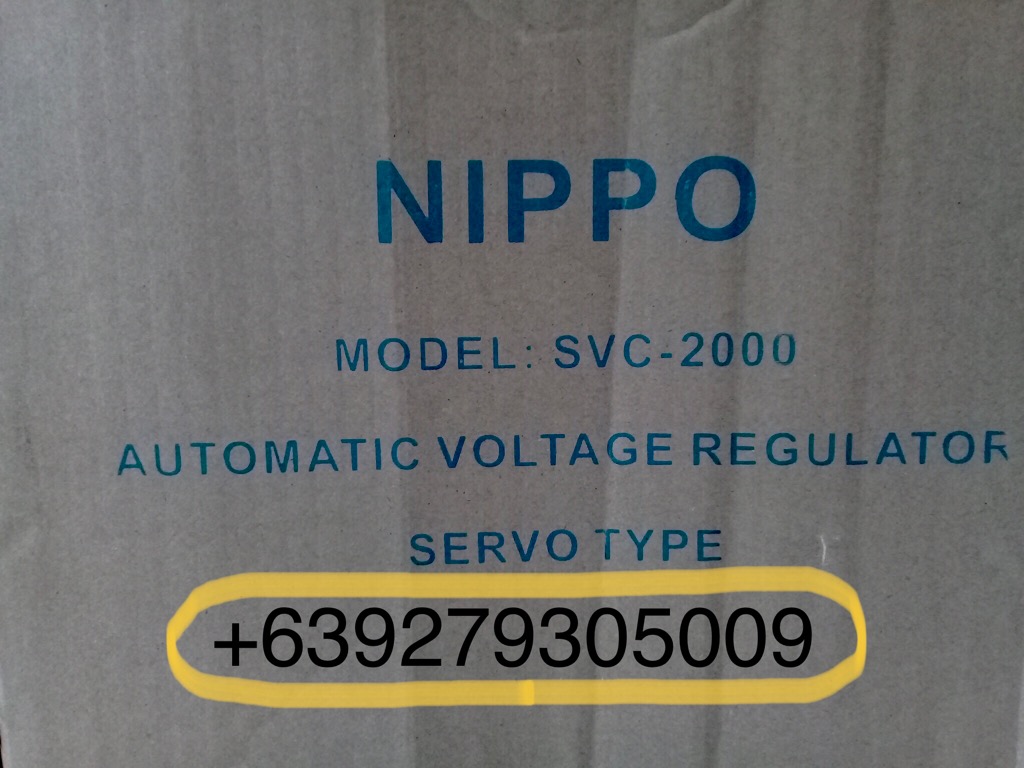 NIPPO
MODEL: SVC-2000
AUTOMATIC VOLTAGE REGULATOR
SERVO TYPE
+639279305009